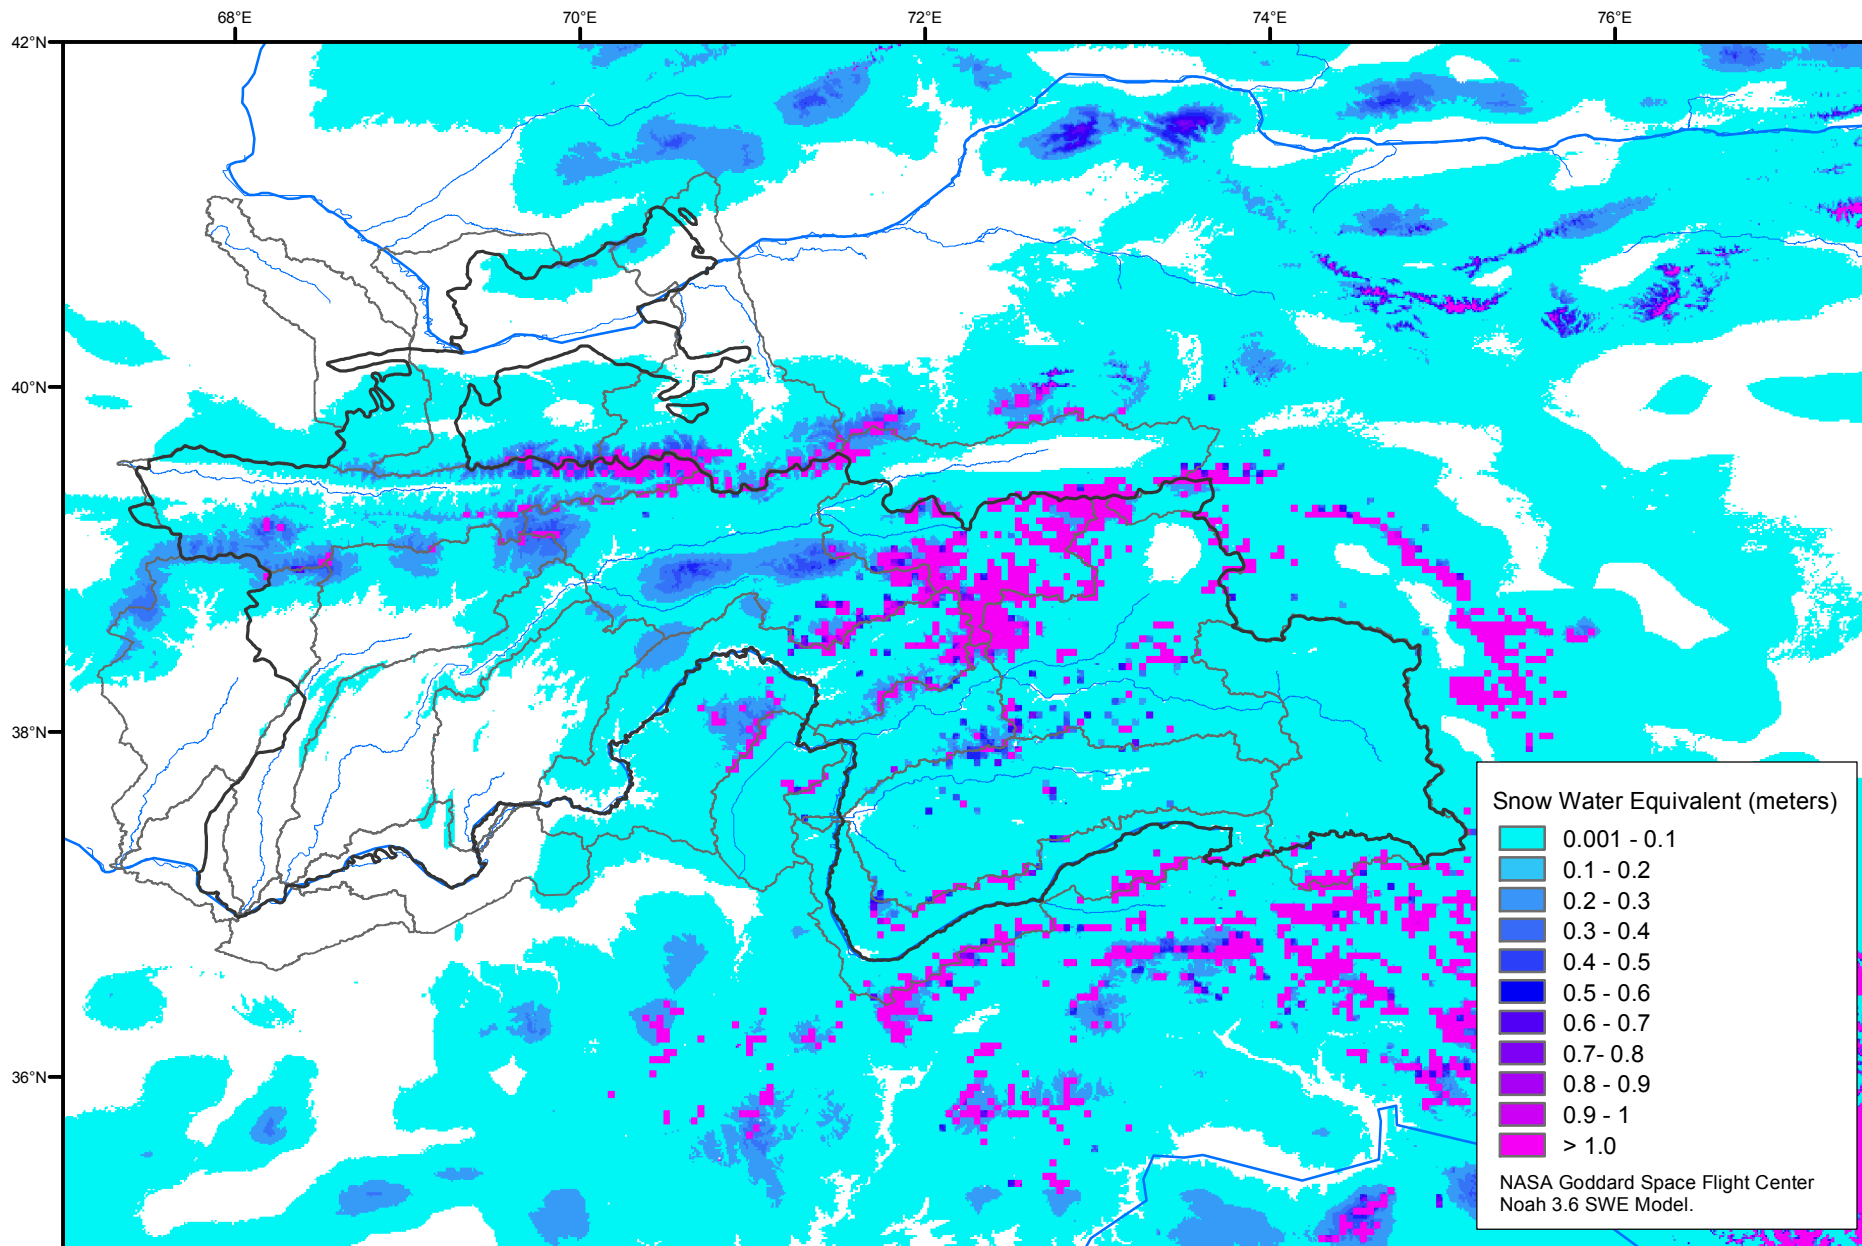 68°E 70°E 72°E 74°E 76°E
42°N
40°N
38°N
36°N
Snow Water Equivalent (meters)
0.001 - 0.1
0.1 - 0.2
0.2 - 0.3
0.3 - 0.4
0.4 - 0.5
0.5 - 0.6
0.6 - 0.7
0.7- 0.8
0.8 - 0.9
0.9 - 1
> 1.0
NASA Goddard Space Flight Center
Noah 3.6 SWE Model.